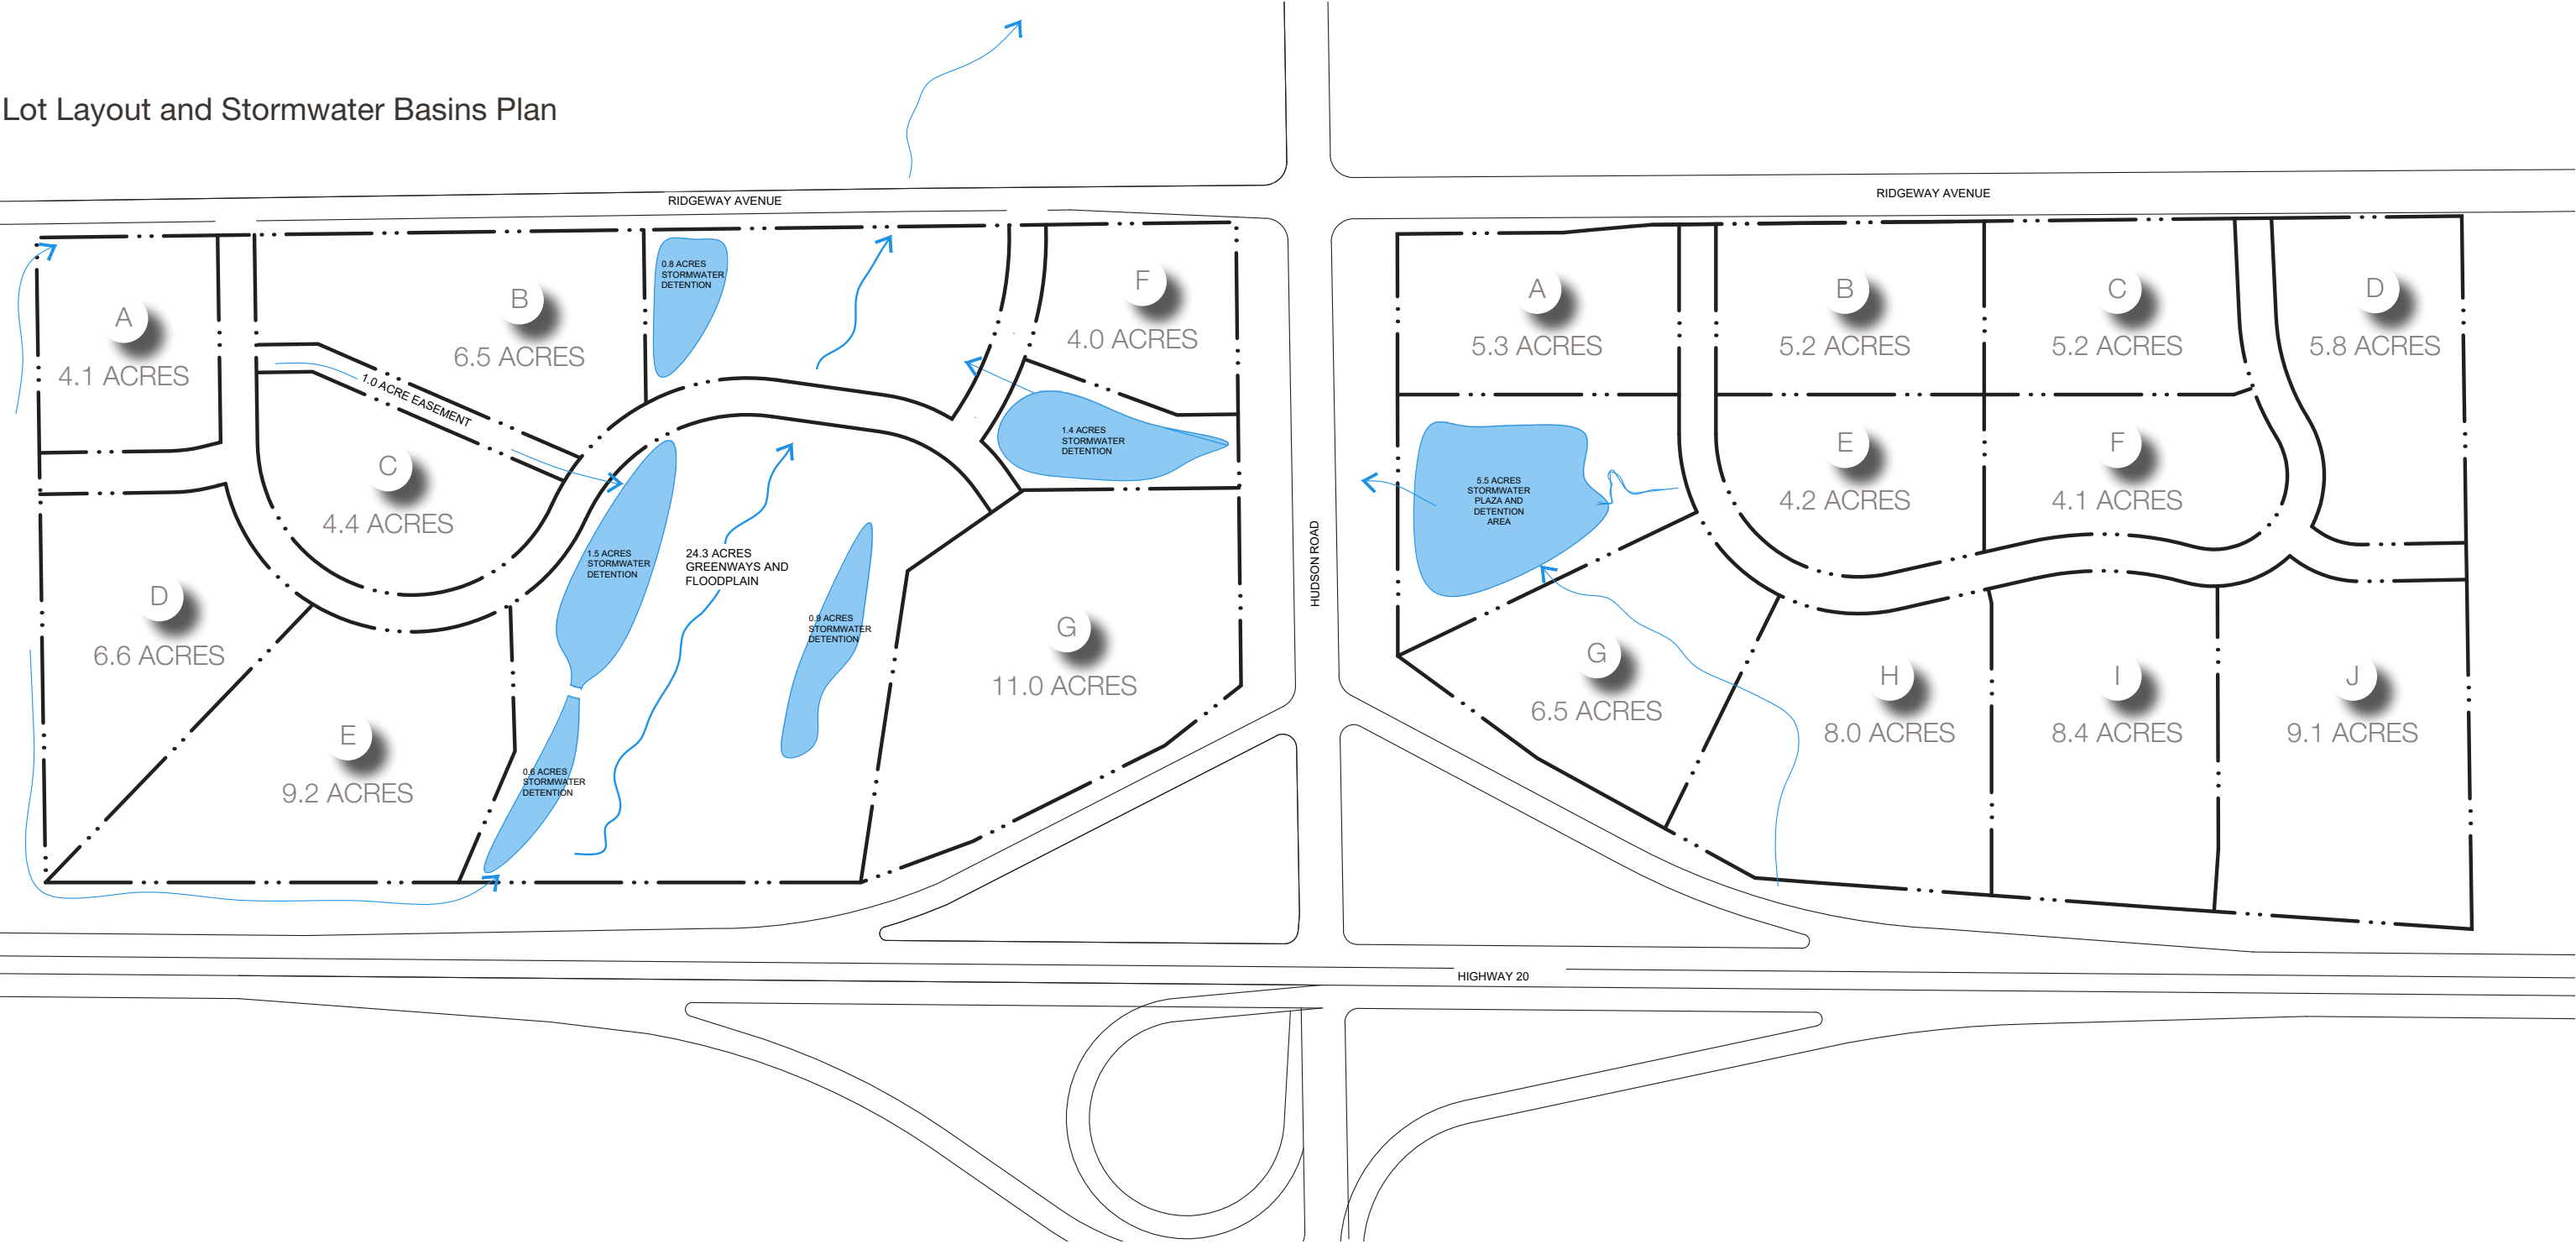 Lot Layout and Stormwater Basins Plan
RIDGEWAY AVENUE
RIDGEWAY AVENUE
A
4.1 ACRES
B
6.5 ACRES
0.8 ACRES
STORMWATER
DETENTION
F
4.0 ACRES
1.0 ACRE EASEMENT
C
4.4 ACRES
1.4 ACRES
STORMWATER
DETENTION
D
6.6 ACRES
1.5 ACRES
STORMWATER
DETENTION
24.3 ACRES
GREENWAYS AND
FLOODPLAIN
0.9 ACRES
STORMWATER
DETENTION
G
11.0 ACRES
E
9.2 ACRES
0.6 ACRES
STORMWATER
DETENTION
HUDSON ROAD
A
5.3 ACRES
B
5.2 ACRES
C
5.2 ACRES
D
5.8 ACRES
5.5 ACRES
STORMWATER
PLAZA AND
DETENTION
AREA
E
4.2 ACRES
F
4.1 ACRES
G
6.5 ACRES
H
8.0 ACRES
I
8.4 ACRES
J
9.1 ACRES
HIGHWAY 20